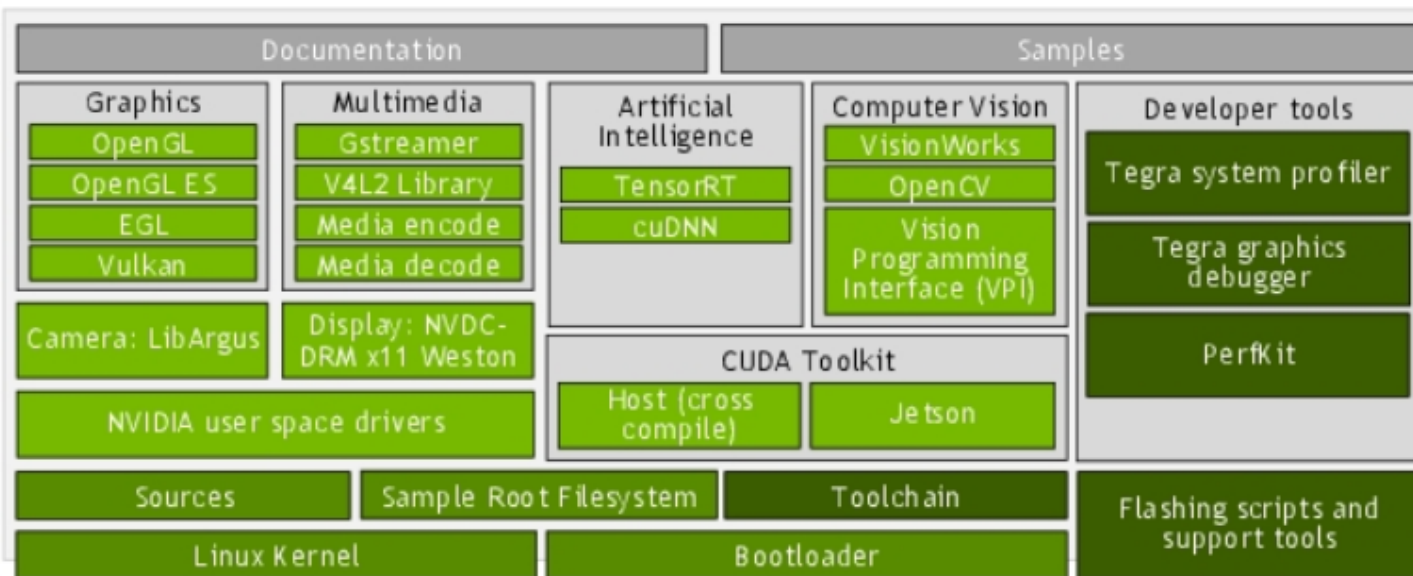 Documentation
Samples
Graphics
OpenGL
OpenGL ES
EGL
Vulkan
Multimedia
Gstreamer
V4L2 Library
Media encode
Media decode
Artificial
Intelligence
TensorRT
cuDNN
Computer Vision
VisionWorks
OpenCV
Vision
Programming
Interface (VPI)
Developer tools
Tegra system profiler
Tegra graphics
debugger
PerfKit
Camera: LibArgus
Display: NVDC-
DRM x11 Weston
CUDA Toolkit
Host (cross
compile)
Jetson
NVIDIA user space drivers
Sources
Sample Root Filesystem
Toolchain
Flashing scripts and
support tools
Linux Kernel
Bootloader